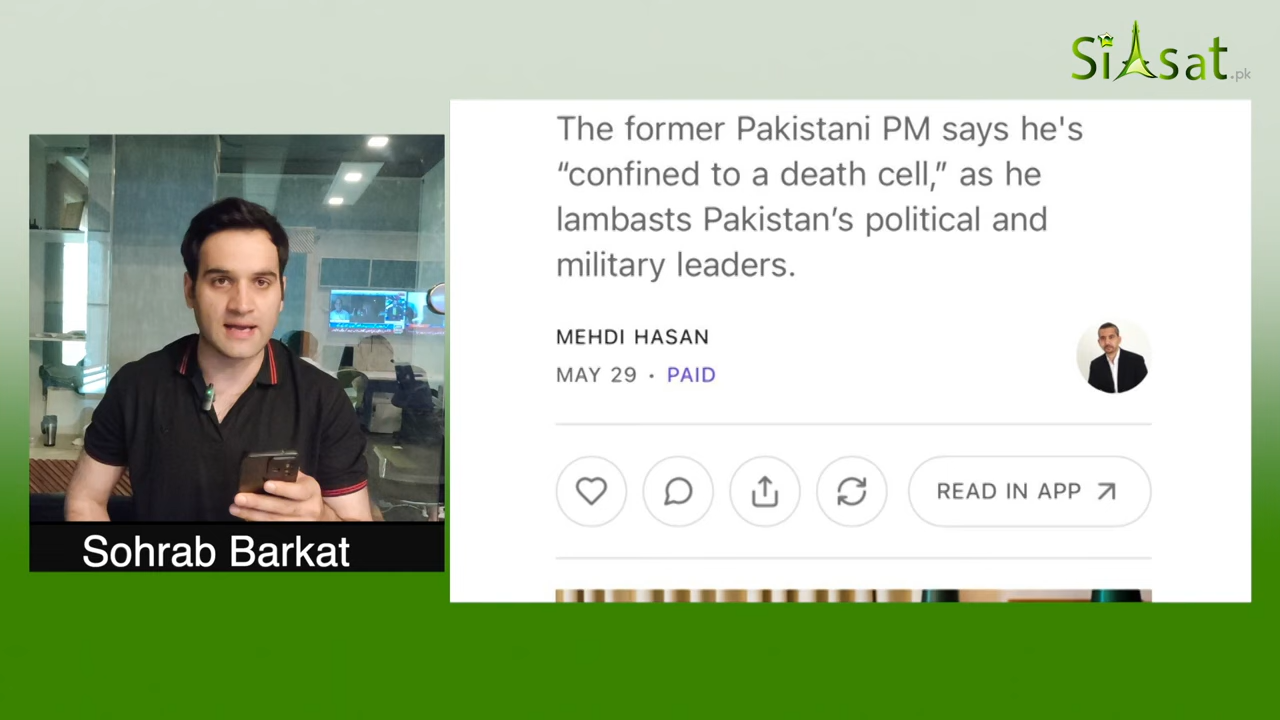 SiAsat.pk
The former Pakistani PM says he's
“confined to a death cell,” as he
lambasts Pakistan’s political and
military leaders.
MEHDI HASAN
MAY 29 · PAID
READ IN APP
Sohrab Barkat